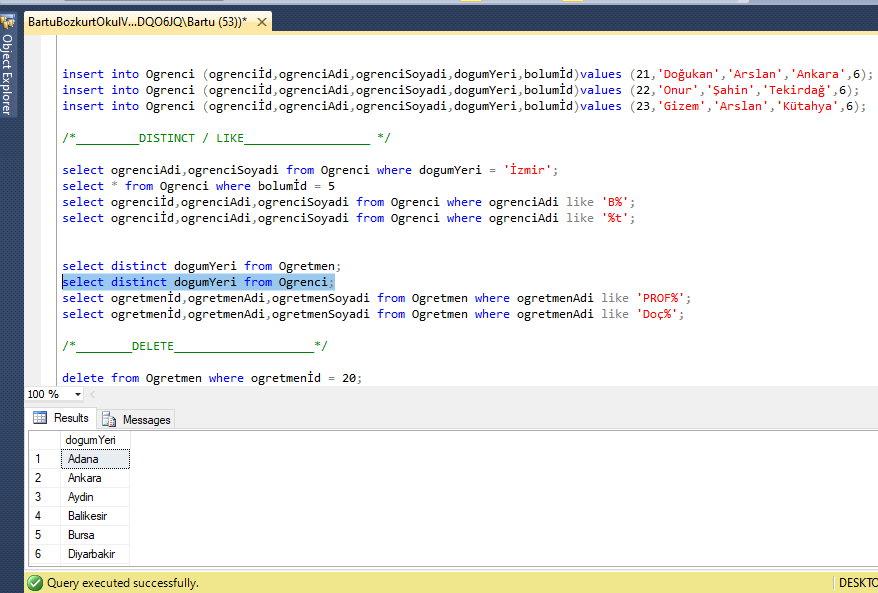 BartuBozkurtOkulV...DQO6JQ\Bartu (53))*
Object Explorer
insert into Ogrenci (ogrenciİd,ogrenciAdi,ogrenciSoyadi,dogumYeri,bolumİd)values (21,'Doğukan','Arslan','Ankara',6);
insert into Ogrenci (ogrenciİd,ogrenciAdi,ogrenciSoyadi,dogumYeri,bolumİd)values (22,'Onur','Şahin','Tekirdağ',6);
insert into Ogrenci (ogrenciİd,ogrenciAdi,ogrenciSoyadi,dogumYeri,bolumİd)values (23,'Gizem','Arslan','Kütahya',6);
/*_________DISTINCT / LIKE__________________ */
select ogrenciAdi,ogrenciSoyadi from Ogrenci where dogumYeri = 'İzmir';
select * from Ogrenci where bolumİd = 5
select ogrenciİd,ogrenciAdi,ogrenciSoyadi from Ogrenci where ogrenciAdi like 'B%';
select ogrenciİd,ogrenciAdi,ogrenciSoyadi from Ogrenci where ogrenciAdi like '%t';
select distinct dogumYeri from Ogretmen;
select distinct dogumYeri from Ogrenci;
select ogretmenİd,ogretmenAdi,ogretmenSoyadi from Ogretmen where ogretmenAdi like 'PROF%';
select ogretmenİd,ogretmenAdi,ogretmenSoyadi from Ogretmen where ogretmenAdi like 'Doç%';
/*________DELETE____________________*/
delete from Ogretmen where ogretmenİd = 20;
100 %
Results Messages
dogumYeri
1 Adana
2 Ankara
3 Aydin
4 Balikesir
5 Bursa
6 Diyarbakir
Query executed successfully. DESKTO